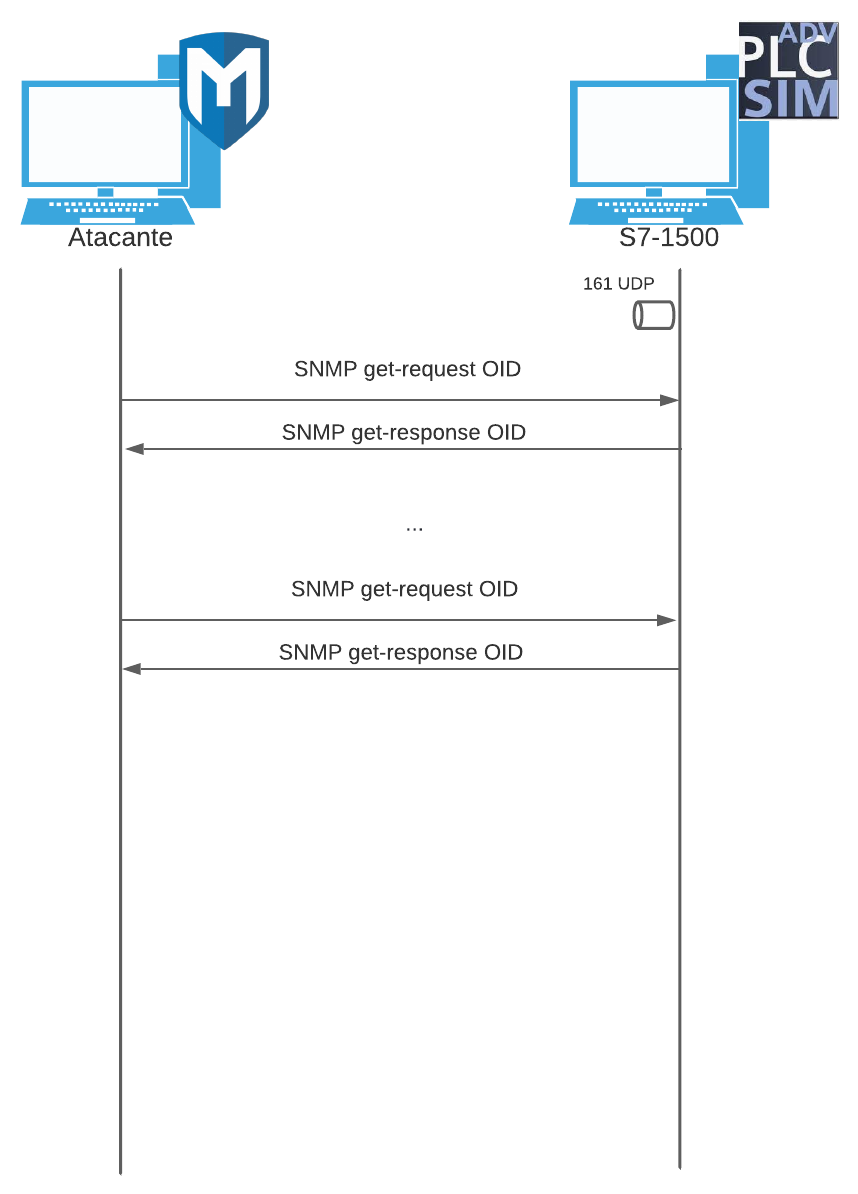 ADV
PLC
SIM
Atacante
S7-1500
161 UDP
SNMP get-request OID
SNMP get-response OID
...
SNMP get-request OID
SNMP get-response OID